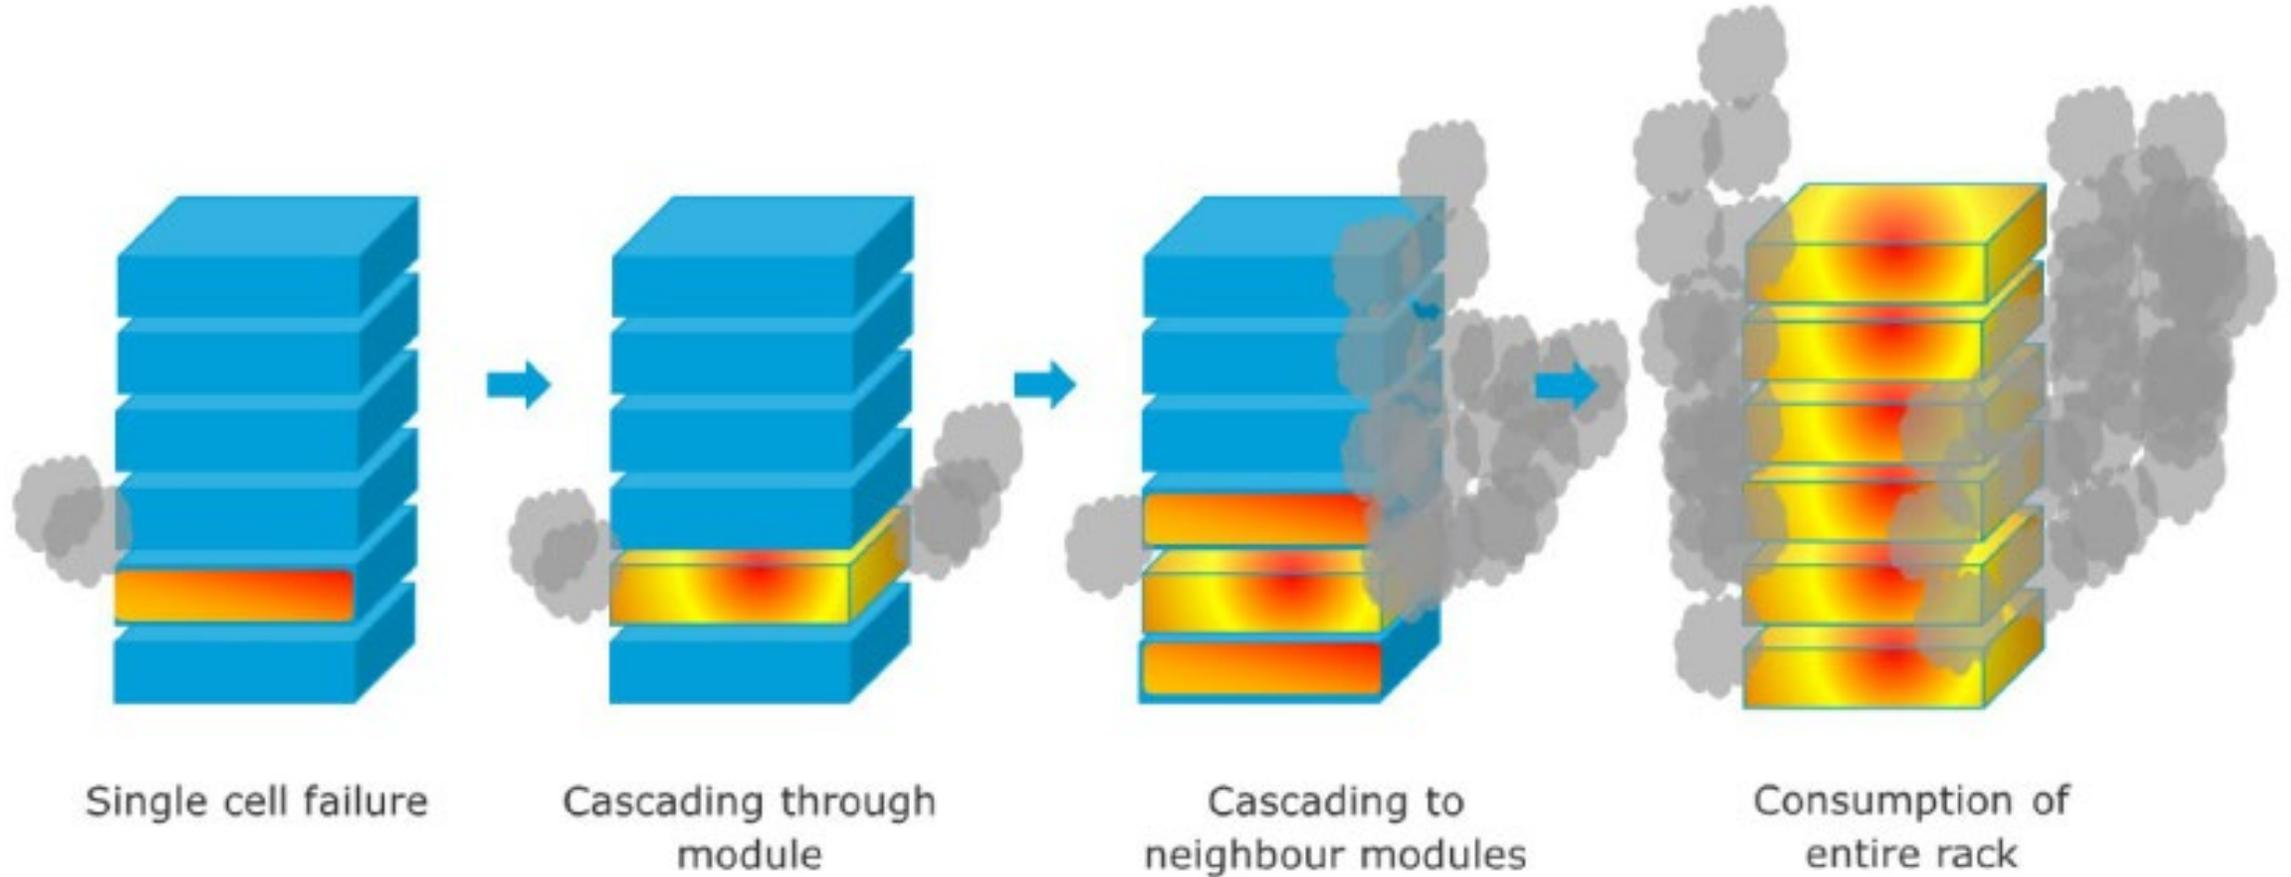 Single cell failure
Cascading through
module
Cascading to
neighbour modules
Consumption of
entire rack